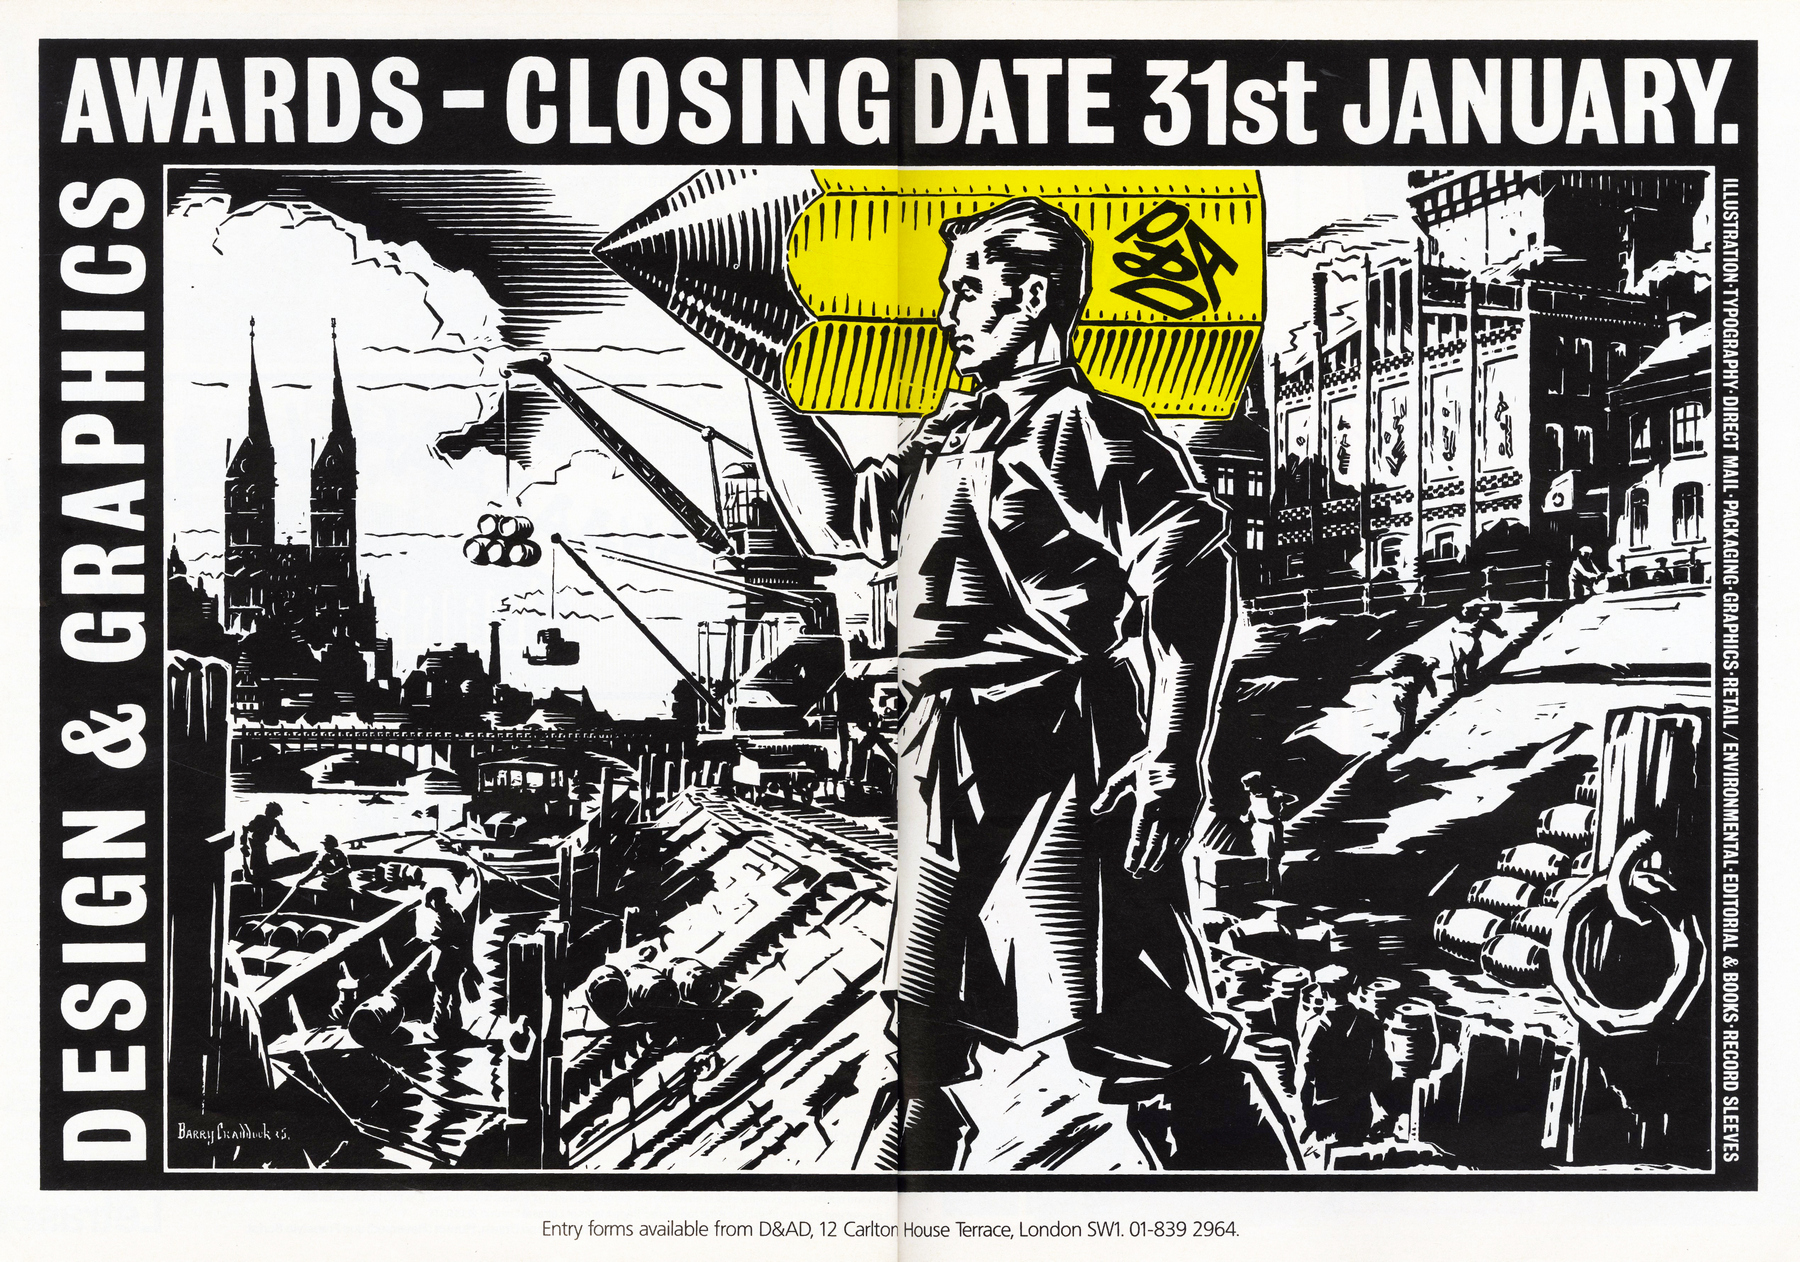 DESIGN & GRAPHICS
AWARDS – CLOSING DATE 31st JANUARY.
ILLUSTRATION·TYPOGRAPHY·DIRECT MAIL·PACKAGING·GRAPHICS·RETAIL / ENVIRONMENTAL·EDITORIAL & BOOKS·RECORD SLEEVES
D&AD
BARRY CRADDOCK 85.
Entry forms available from D&AD, 12 Carlton House Terrace, London SW1. 01-839 2964.